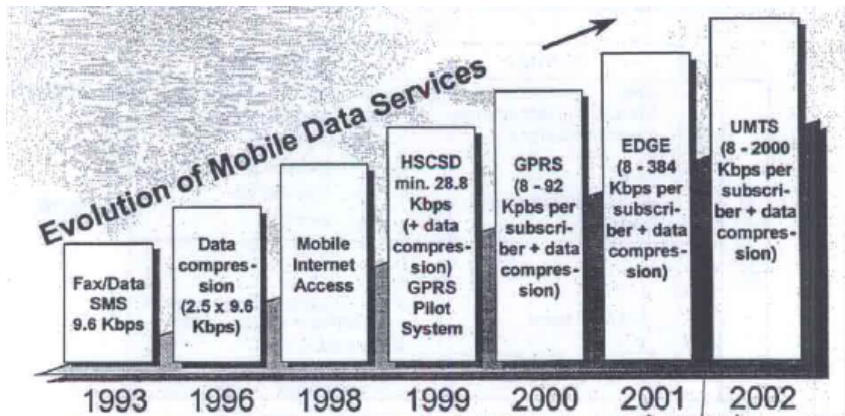 Evolution of Mobile Data Services
Fax/Data
SMS
9.6 Kbps
Data
compres-
sion
(2.5 x 9.6
Kbps)
Mobile
Internet
Access
HSCSD
min. 28.8
Kbps
(+ data
compres-
sion)
GPRS
Pilot
System
GPRS
(8 - 92
Kpbs per
subscri-
ber + data
compres-
sion)
EDGE
(8 - 384
Kbps per
subscri-
ber + data
compres-
sion)
UMTS
(8 - 2000
Kbps per
subscri-
ber + data
compres-
sion)
1993 1996 1998 1999 2000 2001 2002